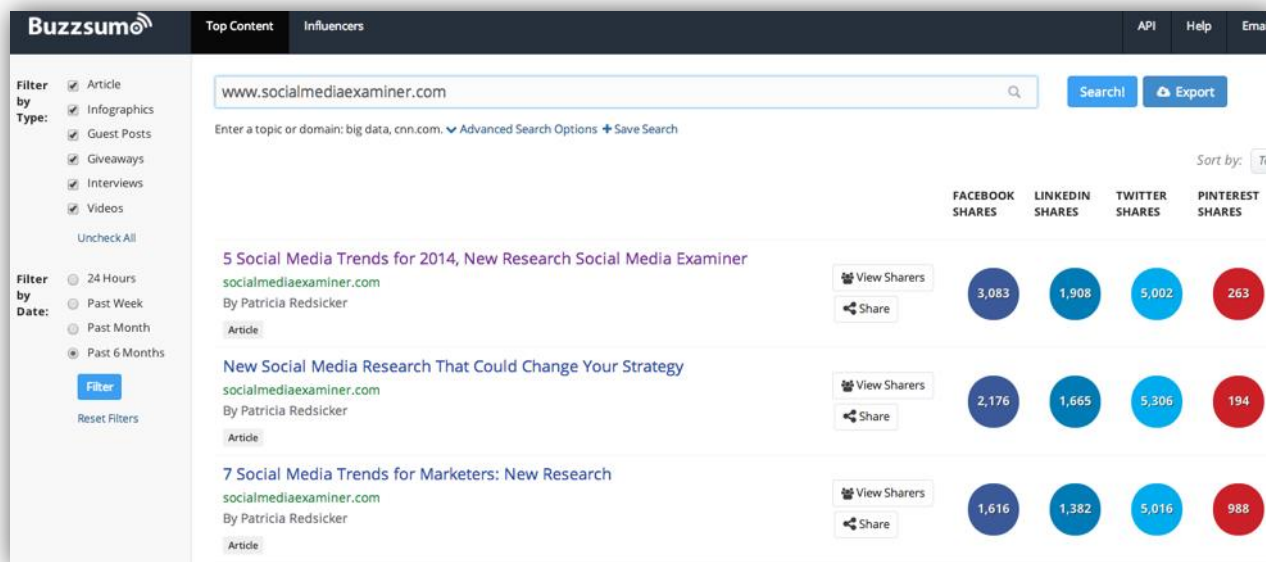 Buzzsumo
Top Content Influencers API Help Ema
Filter by Type:
Article
Infographics
Guest Posts
Giveaways
Interviews
Videos
Uncheck All
Filter by Date:
24 Hours
Past Week
Past Month
Past 6 Months
Filter
Reset Filters
www.socialmediaexaminer.com
Search! Export
Enter a topic or domain: big data, cnn.com. Advanced Search Options + Save Search
Sort by:
FACEBOOK SHARES LINKEDIN SHARES TWITTER SHARES PINTEREST SHARES
5 Social Media Trends for 2014, New Research Social Media Examiner
socialmediaexaminer.com
By Patricia Redsicker
Article
View Sharers
Share
3,083 1,908 5,002 263
New Social Media Research That Could Change Your Strategy
socialmediaexaminer.com
By Patricia Redsicker
Article
View Sharers
Share
2,176 1,665 5,306 194
7 Social Media Trends for Marketers: New Research
socialmediaexaminer.com
By Patricia Redsicker
Article
View Sharers
Share
1,616 1,382 5,016 988